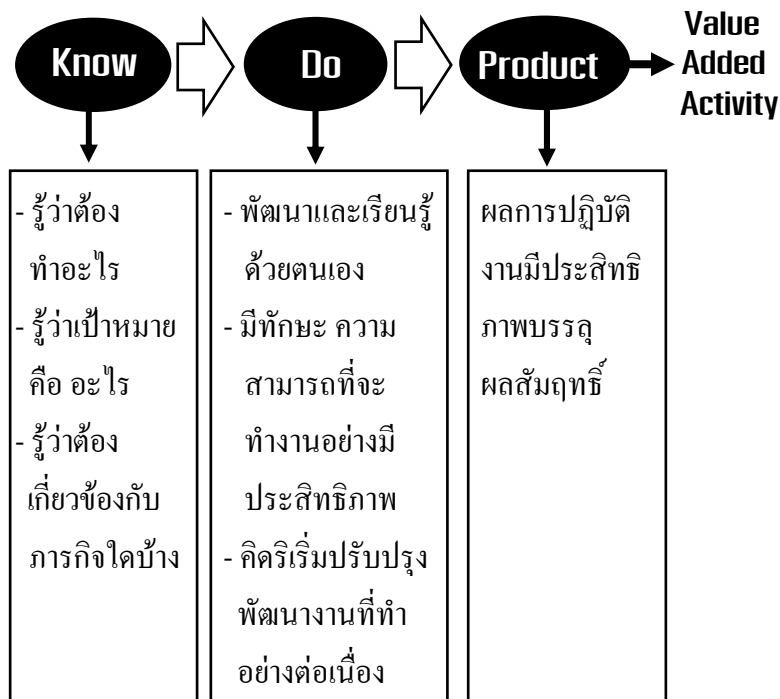 Know
Do
Product
Value
Added
Activity
- รู้ว่าต้อง
ทำอะไร
- รู้ว่าเป้าหมาย
คือ อะไร
- รู้ว่าต้อง
เกี่ยวข้องกับ
ภารกิจใดบ้าง
- พัฒนาและเรียนรู้
ด้วยตนเอง
- มีทักษะ ความ
สามารถที่จะ
ทำงานอย่างมี
ประสิทธิภาพ
- คิดริเริ่มปรับปรุง
พัฒนางานที่ทำ
อย่างต่อเนื่อง
ผลการปฏิบัติ
งานมีประสิทธิ
ภาพบรรลุ
ผลสัมฤทธิ์